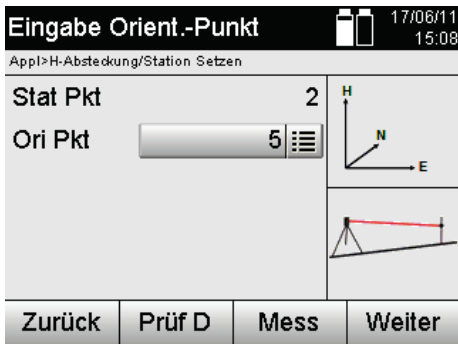 Eingabe Orient.-Punkt
17/06/11
15:08
Appl>H-Absteckung/Station Setzen
Stat Pkt 2
Ori Pkt 5
H
N
E
Zurück Prüf D Mess Weiter